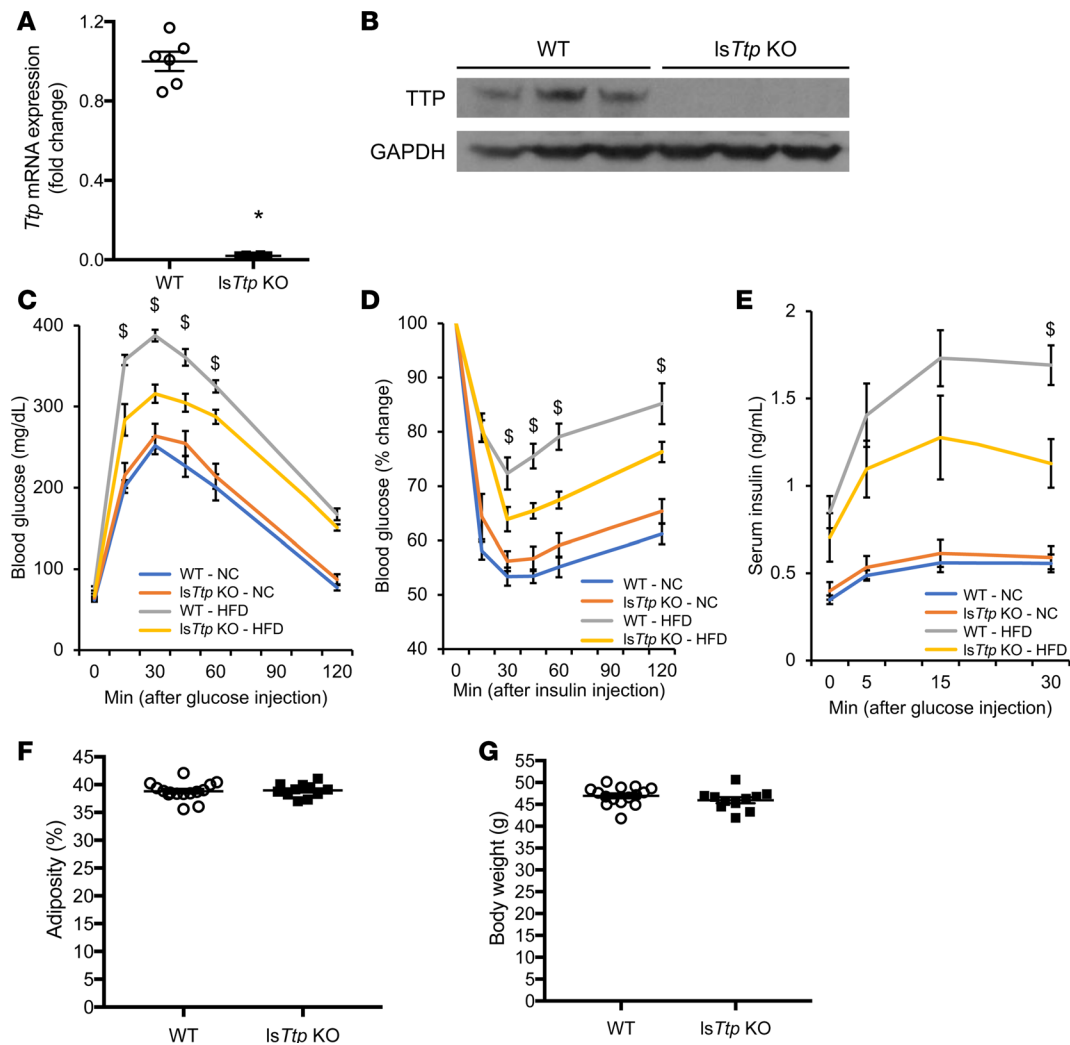 A
1.2
0.8
0.4
0.0
Ttp mRNA expression
(fold change)
*
WT
lsTtp KO
B
WT
lsTtp KO
TTP
GAPDH
C
Blood glucose (mg/dL)
400
300
200
100
0
$
$
$
$
WT - NC
lsTtp KO - NC
WT - HFD
lsTtp KO - HFD
0
30
60
90
120
Min (after glucose injection)
D
Blood glucose (% change)
100
90
80
70
60
50
40
$
$
$
$
WT - NC
lsTtp KO - NC
WT - HFD
lsTtp KO - HFD
0
30
60
90
120
Min (after insulin injection)
E
Serum insulin (ng/mL)
2
1.5
1
0.5
0
$
WT - NC
lsTtp KO - NC
WT - HFD
lsTtp KO - HFD
0
5
15
30
Min (after glucose injection)
F
Adiposity (%)
45
40
35
30
25
20
15
10
5
0
WT
lsTtp KO
G
Body weight (g)
55
50
45
40
35
30
25
20
15
10
5
0
WT
lsTtp KO